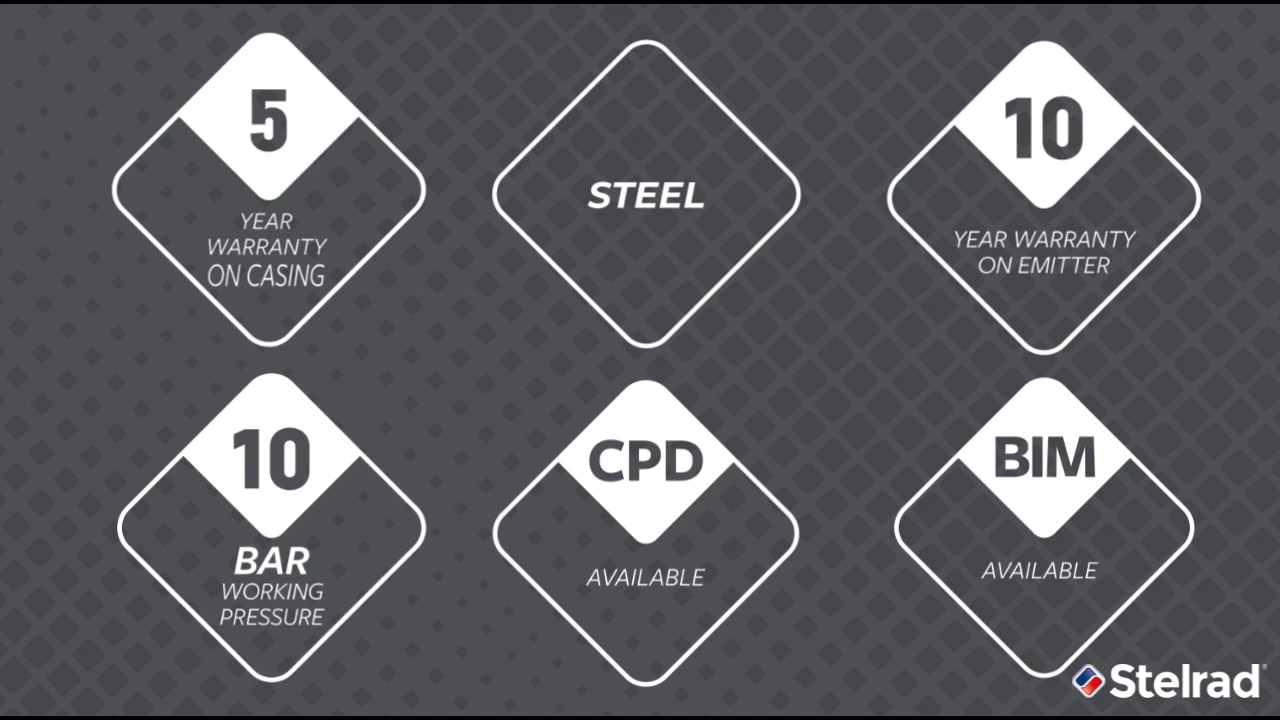 5
YEAR
WARRANTY
ON CASING
STEEL
10
YEAR WARRANTY
ON EMITTER
10
BAR
WORKING
PRESSURE
CPD
AVAILABLE
BIM
AVAILABLE
Stelrad®